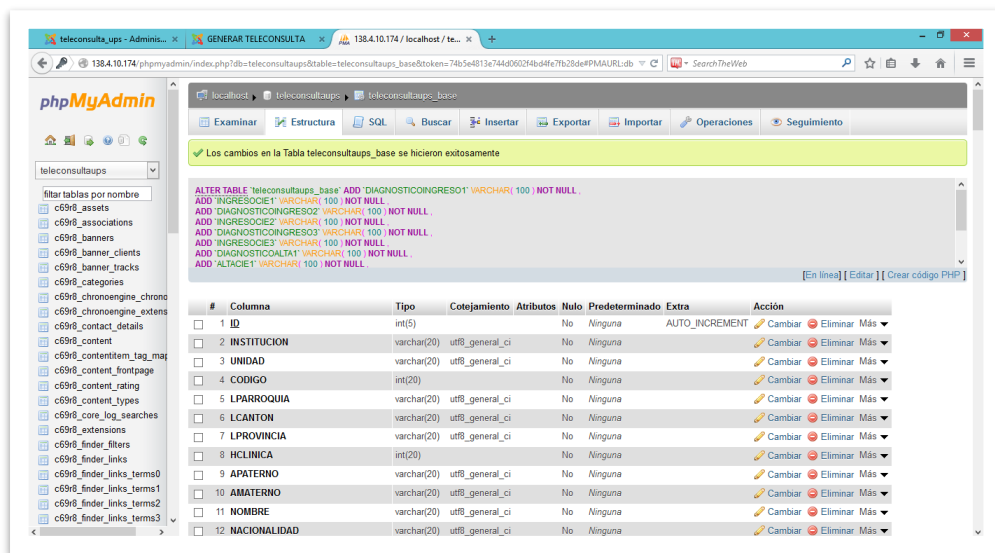 teleconsulta_ups - Adminis... ×
GENERAR TELECONSULTA ×
138.4.10.174 / localhost / te... ×
138.4.10.174/phpmyadmin/index.php?db=teleconsultaups&table=teleconsultaups_base&token=74b5e4813e744d0602f4bd4fe7fb28de#PMAURL:db
SearchTheWeb
phpMyAdmin
teleconsultaups
filtar tablas por nombre
c69r8_assets
c69r8_associations
c69r8_banners
c69r8_banner_clients
c69r8_banner_tracks
c69r8_categories
c69r8_chronoengine_chrono
c69r8_chronoengine_extens
c69r8_contact_details
c69r8_content
c69r8_contentitem_tag_map
c69r8_content_frontpage
c69r8_content_rating
c69r8_content_types
c69r8_core_log_searches
c69r8_extensions
c69r8_finder_filters
c69r8_finder_links
c69r8_finder_links_terms0
c69r8_finder_links_terms1
c69r8_finder_links_terms2
c69r8_finder_links_terms3
localhost teleconsultaups teleconsultaups_base
Examinar Estructura SQL Buscar Insertar Exportar Importar Operaciones Seguimiento
Los cambios en la Tabla teleconsultaups_base se hicieron exitosamente
ALTER TABLE `teleconsultaups_base` ADD `DIAGNOSTICOINGRESO1` VARCHAR( 100 ) NOT NULL ,
ADD `INGRESOCIE1` VARCHAR( 100 ) NOT NULL ,
ADD `DIAGNOSTICOINGRESO2` VARCHAR( 100 ) NOT NULL ,
ADD `INGRESOCIE2` VARCHAR( 100 ) NOT NULL ,
ADD `DIAGNOSTICOINGRESO3` VARCHAR( 100 ) NOT NULL ,
ADD `INGRESOCIE3` VARCHAR( 100 ) NOT NULL ,
ADD `DIAGNOSTICOALTA1` VARCHAR( 100 ) NOT NULL ,
ADD `ALTACIE1` VARCHAR( 100 ) NOT NULL ,
[En línea] [ Editar ] [ Crear código PHP ]
# Columna Tipo Cotejamiento Atributos Nulo Predeterminado Extra Acción
1 ID int(5) No Ninguna AUTO_INCREMENT Cambiar Eliminar Más
2 INSTITUCION varchar(20) utf8_general_ci No Ninguna Cambiar Eliminar Más
3 UNIDAD varchar(20) utf8_general_ci No Ninguna Cambiar Eliminar Más
4 CODIGO int(20) No Ninguna Cambiar Eliminar Más
5 LPARROQUIA varchar(20) utf8_general_ci No Ninguna Cambiar Eliminar Más
6 LCANTON varchar(20) utf8_general_ci No Ninguna Cambiar Eliminar Más
7 LPROVINCIA varchar(20) utf8_general_ci No Ninguna Cambiar Eliminar Más
8 HCLINICA int(20) No Ninguna Cambiar Eliminar Más
9 APATERNO varchar(20) utf8_general_ci No Ninguna Cambiar Eliminar Más
10 AMATERNO varchar(20) utf8_general_ci No Ninguna Cambiar Eliminar Más
11 NOMBRE varchar(20) utf8_general_ci No Ninguna Cambiar Eliminar Más
12 NACIONALIDAD varchar(20) utf8_general_ci No Ninguna Cambiar Eliminar Más